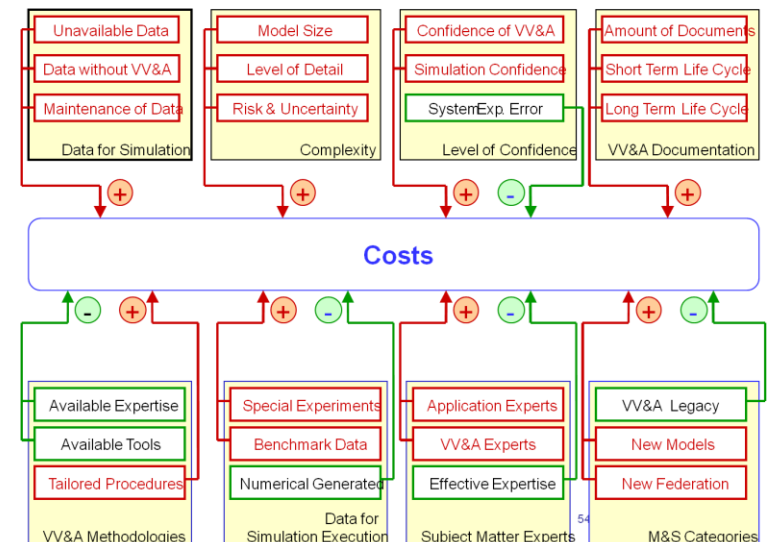 Unavailable Data
Data without VV&A
Maintenance of Data
Data for Simulation
Model Size
Level of Detail
Risk & Uncertainty
Complexity
Confidence of VV&A
Simulation Confidence
SystemExp. Error
Level of Confidence
Amount of Documents
Short Term Life Cycle
Long Term Life Cycle
VV&A Documentation
+
+
+
-
+
Costs
-
+
+
-
+
-
+
-
Available Expertise
Available Tools
Tailored Procedures
VV&A Methodologies
Special Experiments
Benchmark Data
Numerical Generated
Data for
Simulation Execution
Application Experts
VV&A Experts
Effective Expertise
Subject Matter Experts
54
VV&A Legacy
New Models
New Federation
M&S Categories